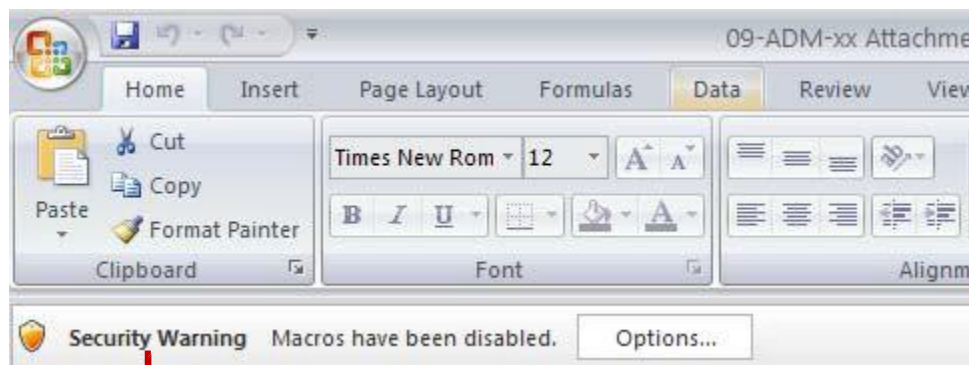 09-ADM-xx Attachme
Home Insert Page Layout Formulas Data Review View
Cut
Copy
Paste
Format Painter
Times New Rom 12 A A
B I U A
Clipboard Font Alignm
Security Warning Macros have been disabled. Options...